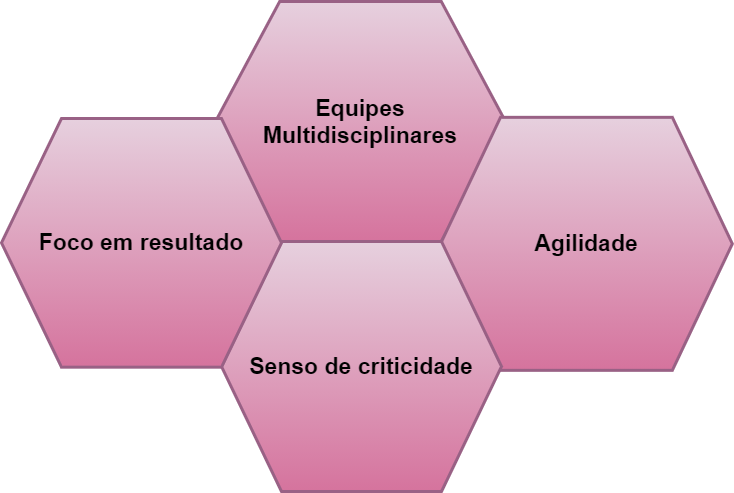 Equipes
Multidisciplinares
Foco em resultado
Agilidade
Senso de criticidade